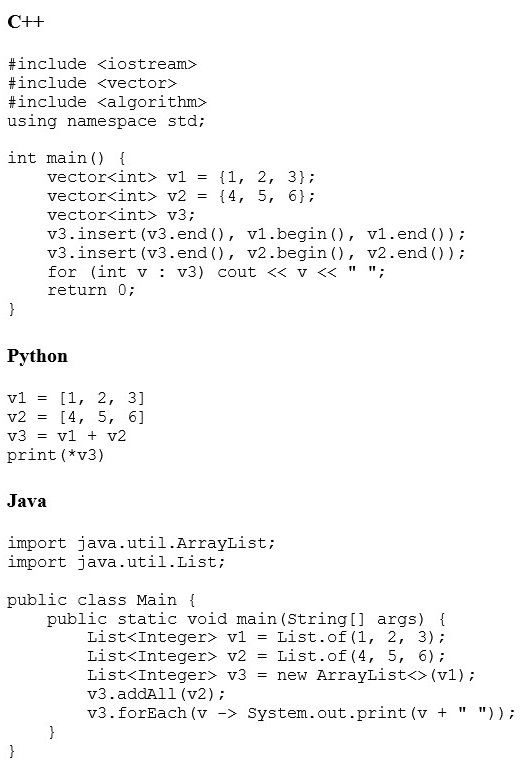 C++
#include <iostream>
#include <vector>
#include <algorithm>
using namespace std;

int main() {
    vector<int> v1 = {1, 2, 3};
    vector<int> v2 = {4, 5, 6};
    vector<int> v3;
    v3.insert(v3.end(), v1.begin(), v1.end());
    v3.insert(v3.end(), v2.begin(), v2.end());
    for (int v : v3) cout << v << " ";
    return 0;
}

Python
v1 = [1, 2, 3]
v2 = [4, 5, 6]
v3 = v1 + v2
print(*v3)

Java
import java.util.ArrayList;
import java.util.List;

public class Main {
    public static void main(String[] args) {
        List<Integer> v1 = List.of(1, 2, 3);
        List<Integer> v2 = List.of(4, 5, 6);
        List<Integer> v3 = new ArrayList<>(v1);
        v3.addAll(v2);
        v3.forEach(v -> System.out.print(v + " "));
    }
}